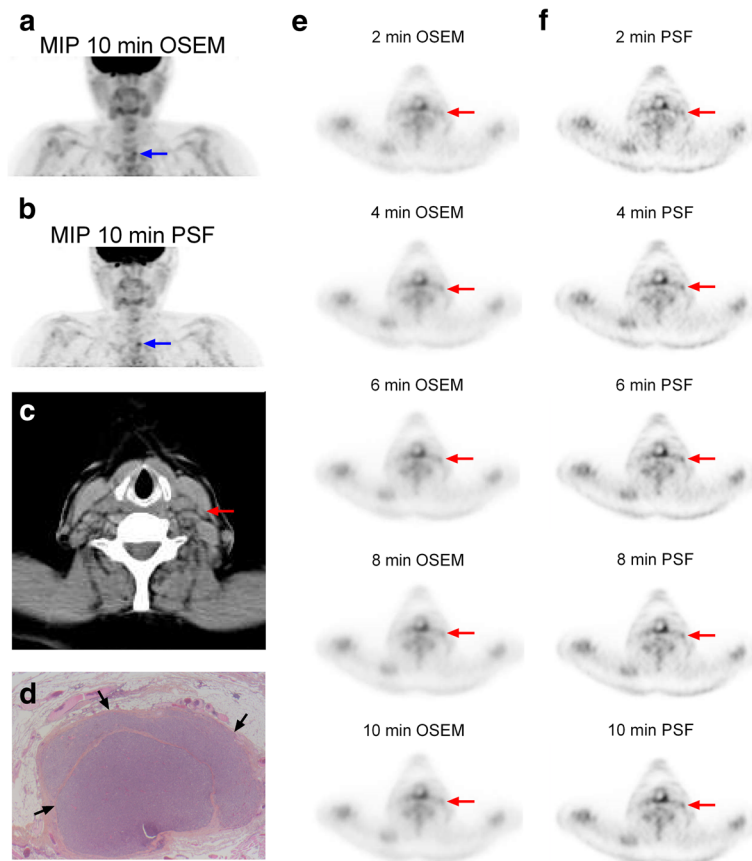 a
MIP 10 min OSEM
b
MIP 10 min PSF
c
d
e
2 min OSEM
4 min OSEM
6 min OSEM
8 min OSEM
10 min OSEM
f
2 min PSF
4 min PSF
6 min PSF
8 min PSF
10 min PSF